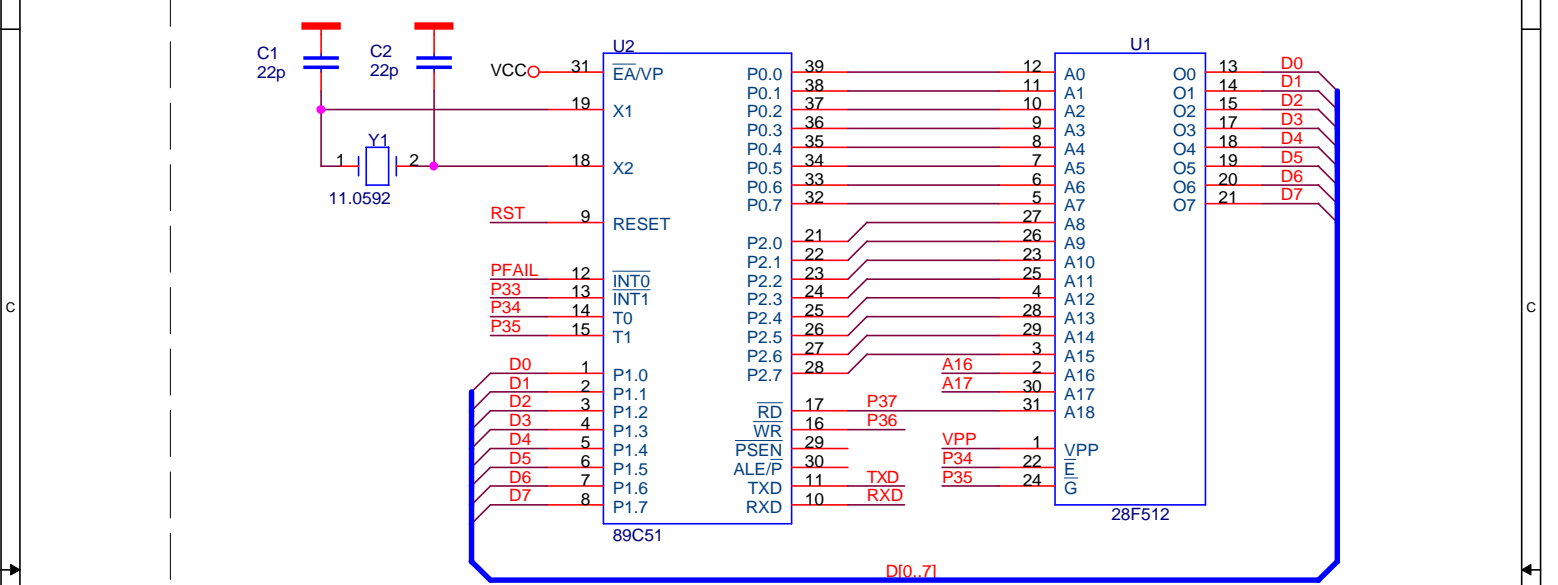 C1
22p
C2
22p
Y1
1
2
11.0592
VCC
RST
PFAIL
P33
P34
P35
D0
D1
D2
D3
D4
D5
D6
D7
U2
31 EA/VP
19 X1
18 X2
9 RESET
12 INT0
13 INT1
14 T0
15 T1
1 P1.0
2 P1.1
3 P1.2
4 P1.3
5 P1.4
6 P1.5
7 P1.6
8 P1.7
P0.0 39
P0.1 38
P0.2 37
P0.3 36
P0.4 35
P0.5 34
P0.6 33
P0.7 32
P2.0 21
P2.1 22
P2.2 23
P2.3 24
P2.4 25
P2.5 26
P2.6 27
P2.7 28
RD 17 P37
WR 16 P36
PSEN 29
ALE/P 30
TXD 11 TXD
RXD 10 RXD
89C51
U1
12 A0
11 A1
10 A2
9 A3
8 A4
7 A5
6 A6
5 A7
27 A8
26 A9
23 A10
25 A11
4 A12
28 A13
29 A14
3 A15
A16 2 A16
A17 30 A17
31 A18
VPP 1 VPP
P34 22 E
P35 24 G
O0 13 D0
O1 14 D1
O2 15 D2
O3 17 D3
O4 18 D4
O5 19 D5
O6 20 D6
O7 21 D7
28F512
D[0..7]
C
C